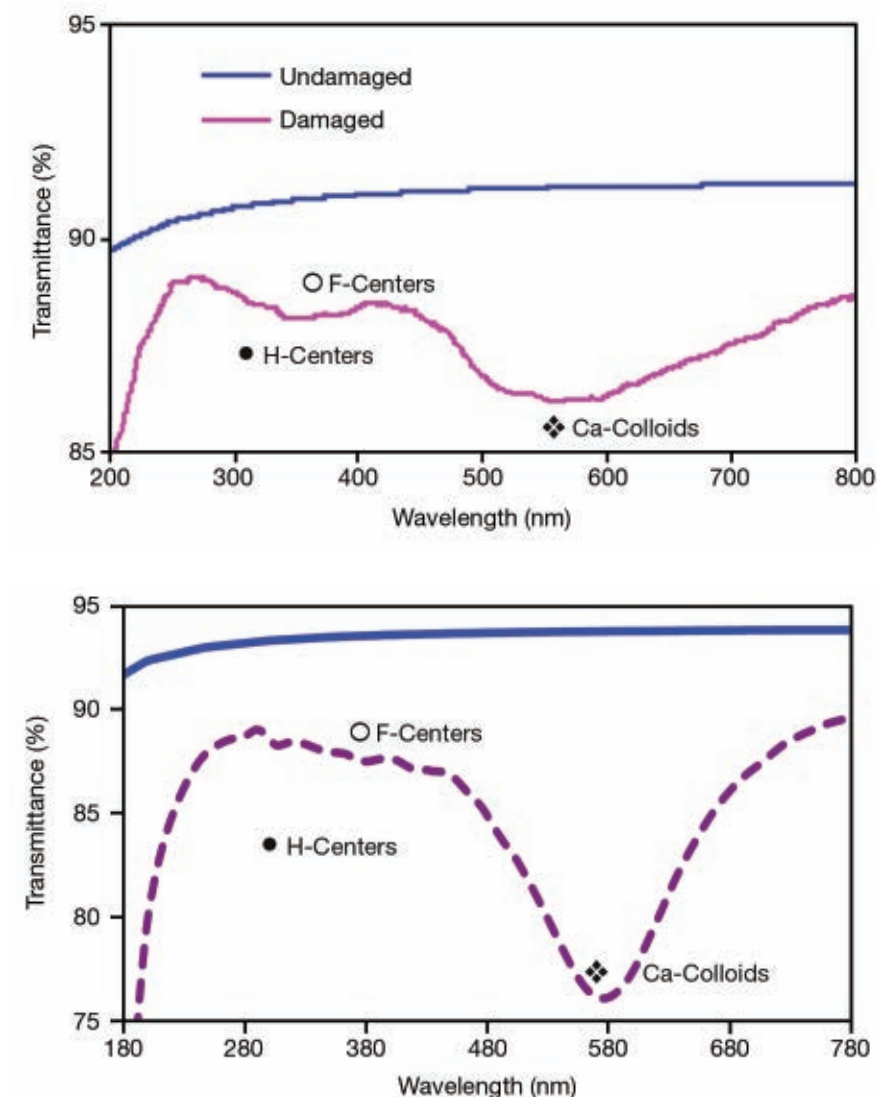 95
Undamaged
Damaged
Transmittance (%)
90
F-Centers
H-Centers
Ca-Colloids
85
200 300 400 500 600 700 800
Wavelength (nm)
95
90
F-Centers
Transmittance (%)
85
H-Centers
80
Ca-Colloids
75
180 280 380 480 580 680 780
Wavelength (nm)